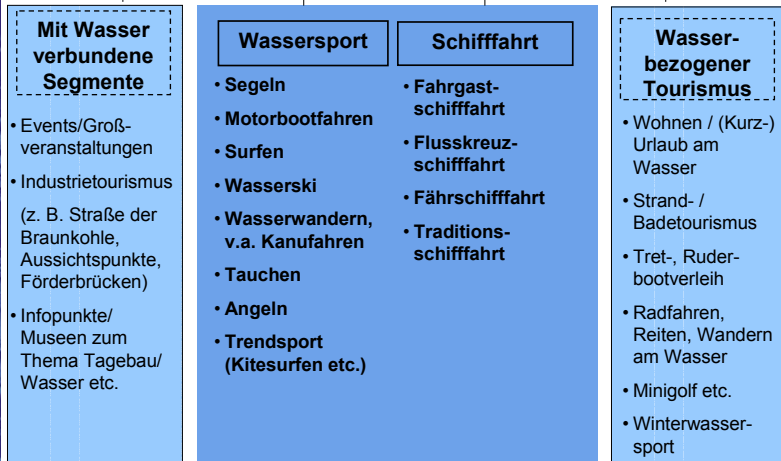 Mit Wasser
verbundene
Segmente
• Events/Groß-
veranstaltungen
• Industrietourismus
(z. B. Straße der
Braunkohle,
Aussichtspunkte,
Förderbrücken)
• Infopunkte/
Museen zum
Thema Tagebau/
Wasser etc.
Wassersport
• Segeln
• Motorbootfahren
• Surfen
• Wasserski
• Wasserwandern,
v.a. Kanufahren
• Tauchen
• Angeln
• Trendsport
(Kitesurfen etc.)
Schifffahrt
• Fahrgast-
schifffahrt
• Flusskreuz-
schifffahrt
• Fährschifffahrt
• Traditions-
schifffahrt
Wasser-
bezogener
Tourismus
• Wohnen / (Kurz-)
Urlaub am
Wasser
• Strand- /
Badetourismus
• Tret-, Ruder-
bootverleih
• Radfahren,
Reiten, Wandern
am Wasser
• Minigolf etc.
• Winterwasser-
sport